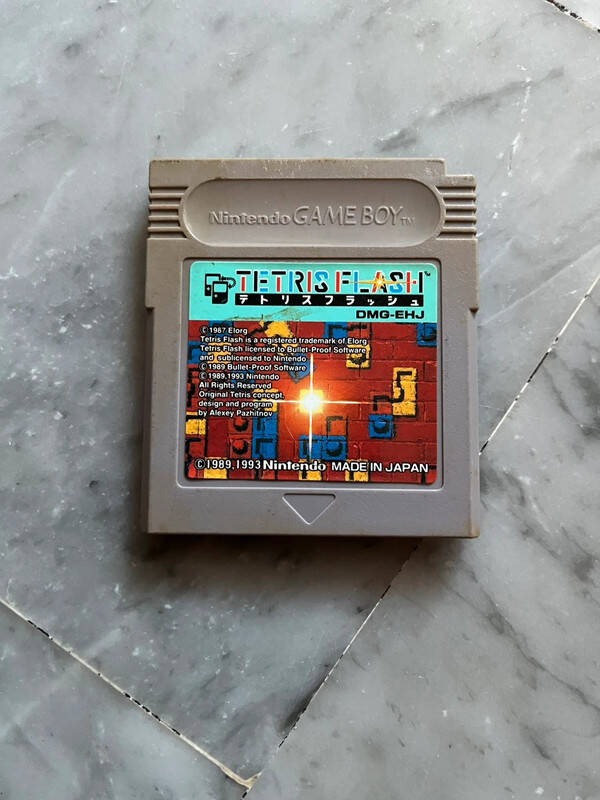 Nintendo GAME BOY TM
TETRIS FLASH™
テトリスフラッシュ
DMG-EHJ
© 1987 Elorg
Tetris Flash is a registered trademark of Elorg
Tetris Flash licensed to Bullet-Proof Software
and sublicensed to Nintendo
© 1989 Bullet-Proof Software
© 1989,1993 Nintendo
All Rights Reserved
Original Tetris concept,
design and program
by Alexey Pazhitnov
© 1989,1993 Nintendo MADE IN JAPAN